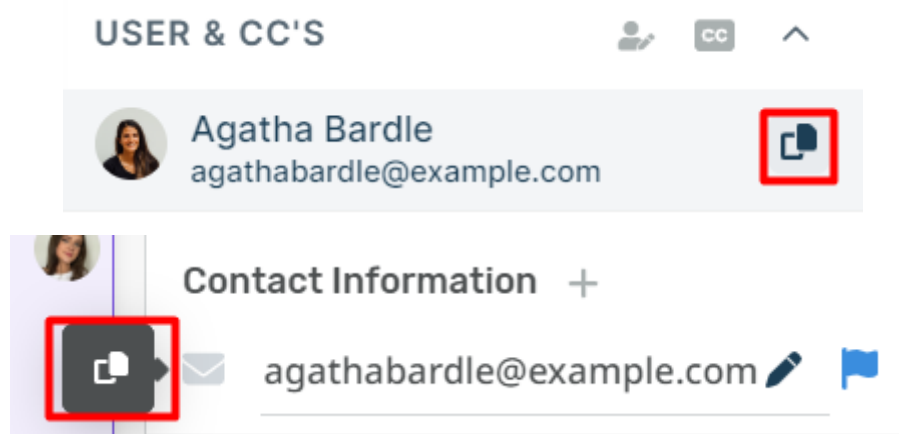 USER & CC'S
CC
Agatha Bardle
agathabardle@example.com
Contact Information +
agathabardle@example.com